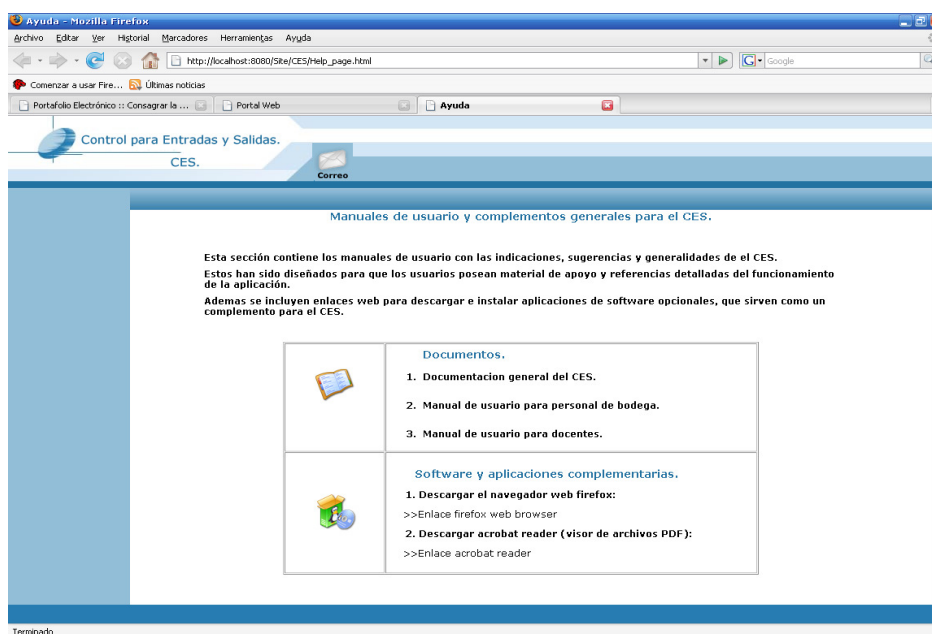 Ayuda - Mozilla Firefox
Archivo Editar Ver Historial Marcadores Herramientas Ayuda
http://localhost:8080/Site/CES/Help_page.html
Google
Comenzar a usar Fire... Últimas noticias
Portafolio Electrónico :: Consagrar la ... Portal Web Ayuda
Control para Entradas y Salidas.
CES.
Correo
Manuales de usuario y complementos generales para el CES.
Esta sección contiene los manuales de usuario con las indicaciones, sugerencias y generalidades de el CES.
Estos han sido diseñados para que los usuarios posean material de apoyo y referencias detalladas del funcionamiento
de la aplicación.
Ademas se incluyen enlaces web para descargar e instalar aplicaciones de software opcionales, que sirven como un
complemento para el CES.
Documentos.
1. Documentacion general del CES.
2. Manual de usuario para personal de bodega.
3. Manual de usuario para docentes.
Software y aplicaciones complementarias.
1. Descargar el navegador web firefox:
>>Enlace firefox web browser
2. Descargar acrobat reader (visor de archivos PDF):
>>Enlace acrobat reader
Terminado